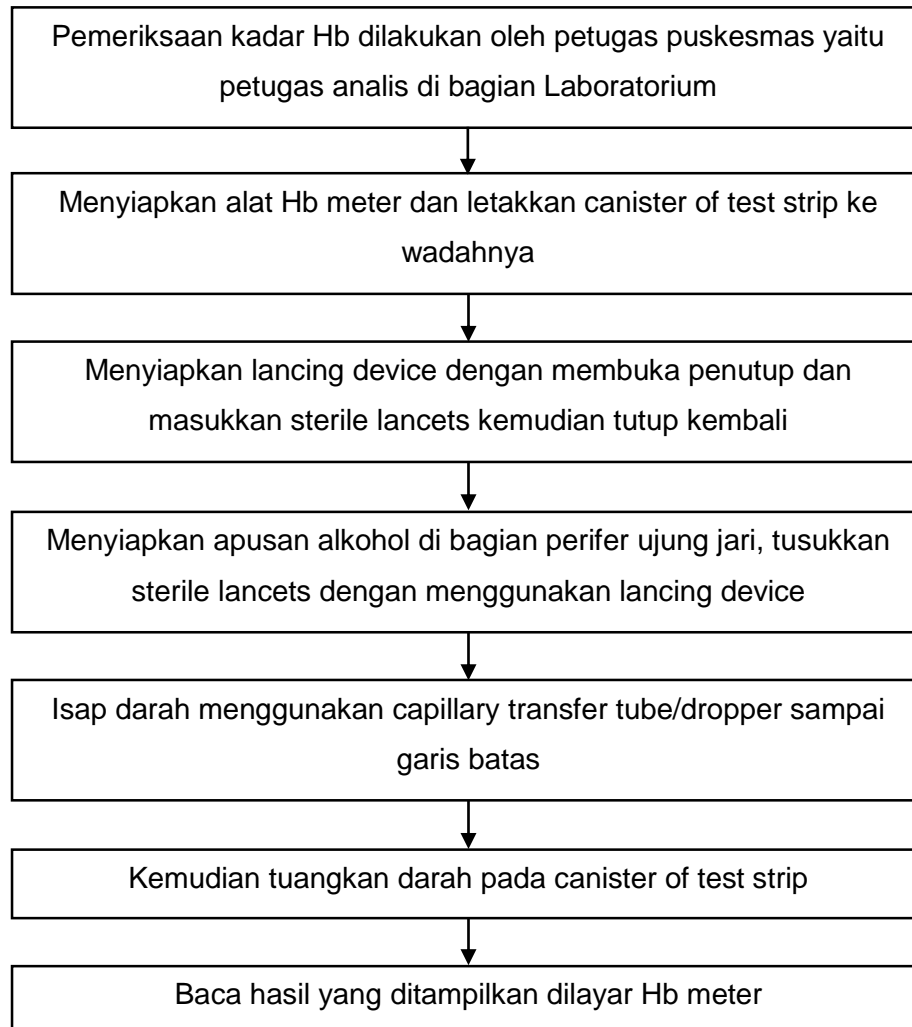 Pemeriksaan kadar Hb dilakukan oleh petugas puskesmas yaitu
petugas analis di bagian Laboratorium
Menyiapkan alat Hb meter dan letakkan canister of test strip ke
wadahnya
Menyiapkan lancing device dengan membuka penutup dan
masukkan sterile lancets kemudian tutup kembali
Menyiapkan apusan alkohol di bagian perifer ujung jari, tusukkan
sterile lancets dengan menggunakan lancing device
Isap darah menggunakan capillary transfer tube/dropper sampai
garis batas
Kemudian tuangkan darah pada canister of test strip
Baca hasil yang ditampilkan dilayar Hb meter